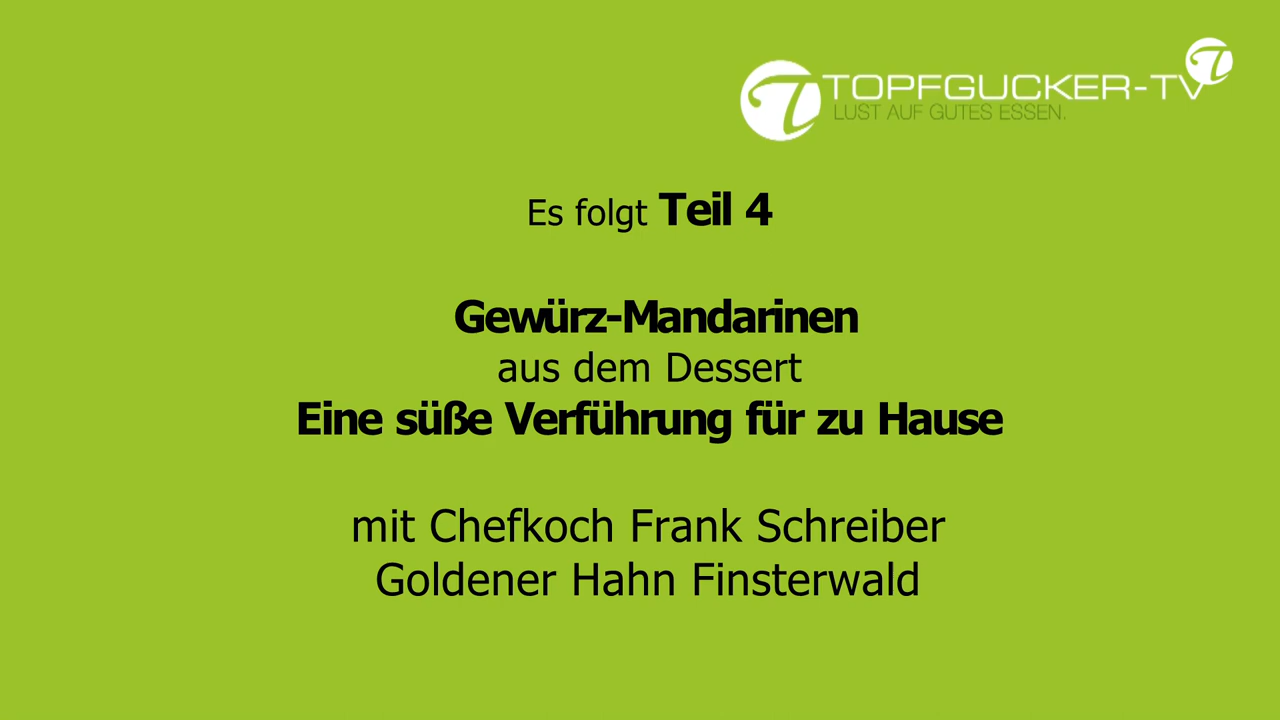 TOPFGUCKER-TV
LUST AUF GUTES ESSEN.
Es folgt Teil 4
Gewürz-Mandarinen
aus dem Dessert
Eine süße Verführung für zu Hause
mit Chefkoch Frank Schreiber
Goldener Hahn Finsterwald